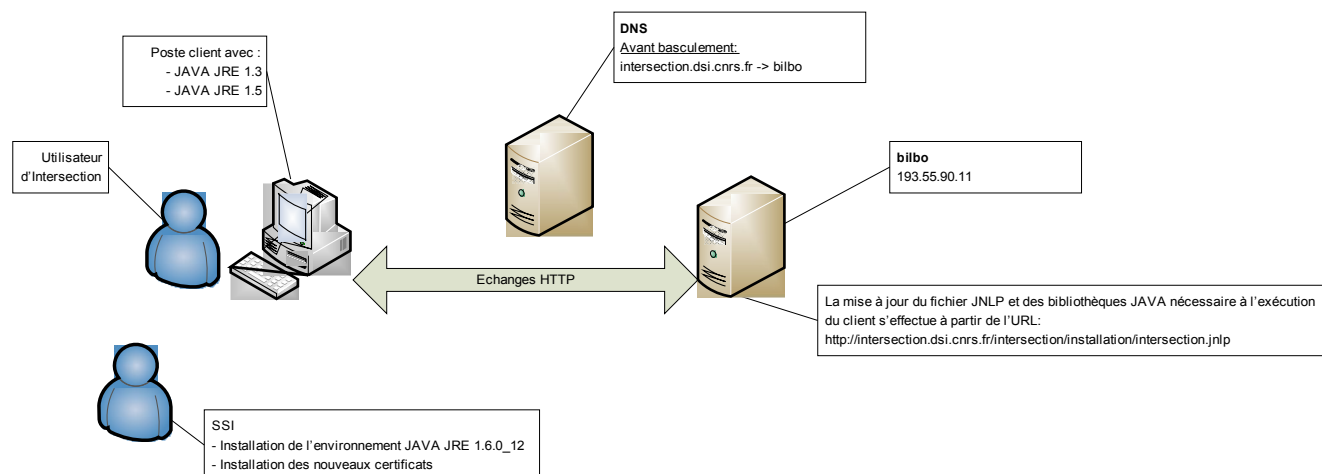 DNS
Avant basculement:
intersection.dsi.cnrs.fr -> bilbo
Poste client avec :
- JAVA JRE 1.3
- JAVA JRE 1.5
Utilisateur
d'Intersection
bilbo
193.55.90.11
Echanges HTTP
La mise à jour du fichier JNLP et des bibliothèques JAVA nécessaire à l'exécution
du client s'effectue à partir de l'URL:
http://intersection.dsi.cnrs.fr/intersection/installation/intersection.jnlp
SSI
- Installation de l'environnement JAVA JRE 1.6.0_12
- Installation des nouveaux certificats